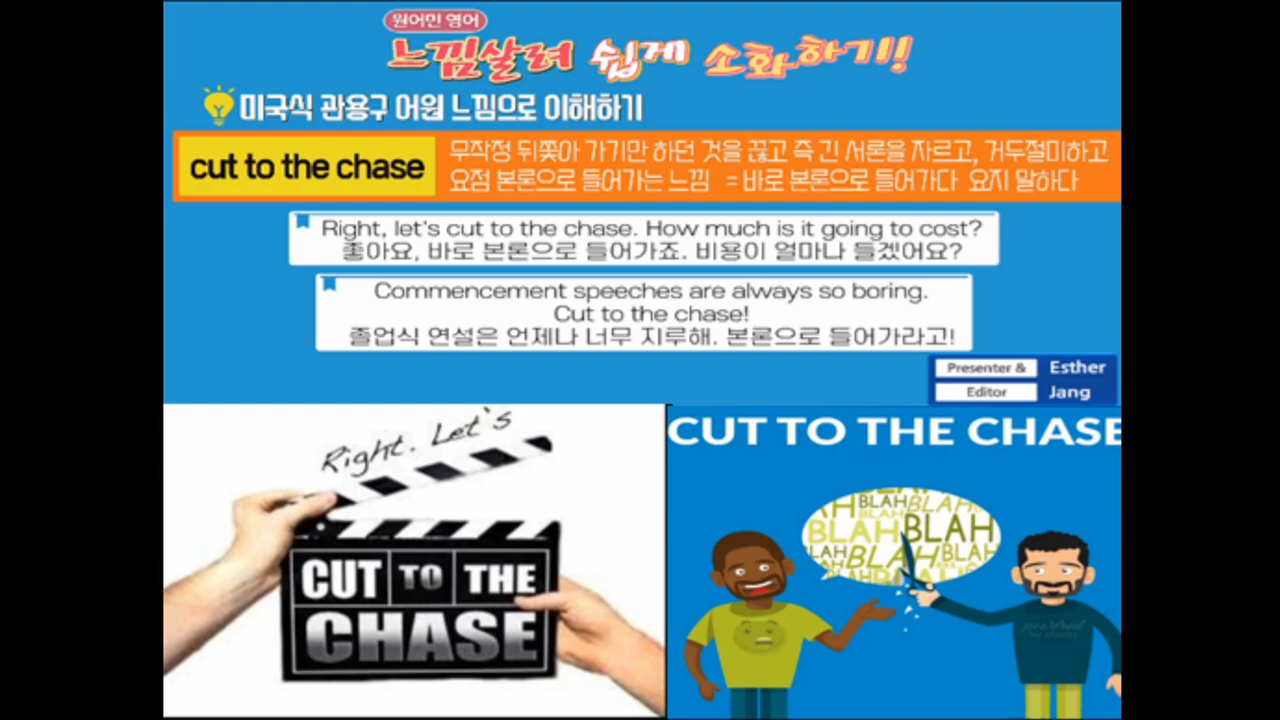 원어민 영어
느낌살려 쉽게 소화하기!
미국식 관용구 어원 느낌으로 이해하기
cut to the chase
무작정 뒤쫓아 가기만 하던 것을 끊고 즉 긴 서론을 자르고, 거두절미하고
요점 본론으로 들어가는 느낌 = 바로 본론으로 들어가다 요지 말하다
Right, let's cut to the chase. How much is it going to cost?
좋아요, 바로 본론으로 들어가죠. 비용이 얼마나 들겠어요?
Commencement speeches are always so boring.
Cut to the chase!
졸업식 연설은 언제나 너무 지루해. 본론으로 들어가라고!
Presenter & Esther
Editor Jang
Right. Let's
CUT TO THE
CHASE
CUT TO THE CHASE
BLAH BLAH
BLAH BLAH
BLAH BLAH BLAH